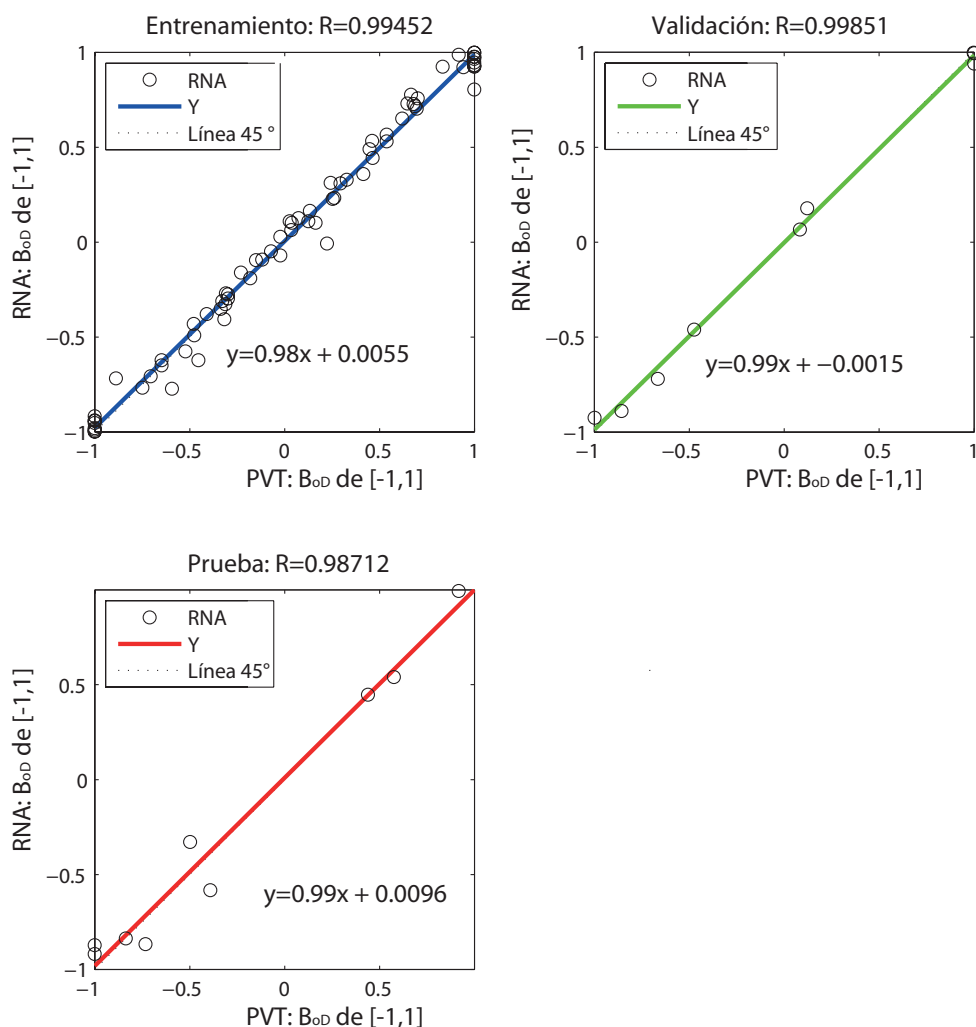 Entrenamiento: R=0.99452
RNA
Y
Línea 45 °
1
0.5
0
−0.5
−1
RNA: BoD de [-1,1]
y=0.98x + 0.0055
−1
−0.5
0
0.5
1
PVT: BoD de [-1,1]
Validación: R=0.99851
RNA
Y
Línea 45°
1
0.5
0
−0.5
−1
RNA: BoD de [-1,1]
y=0.99x + −0.0015
−1
−0.5
0
0.5
1
PVT: BoD de [-1,1]
Prueba: R=0.98712
RNA
Y
Línea 45°
0.5
0
−0.5
−1
RNA: BoD de [-1,1]
y=0.99x + 0.0096
−1
−0.5
0
0.5
PVT: BoD de [-1,1]